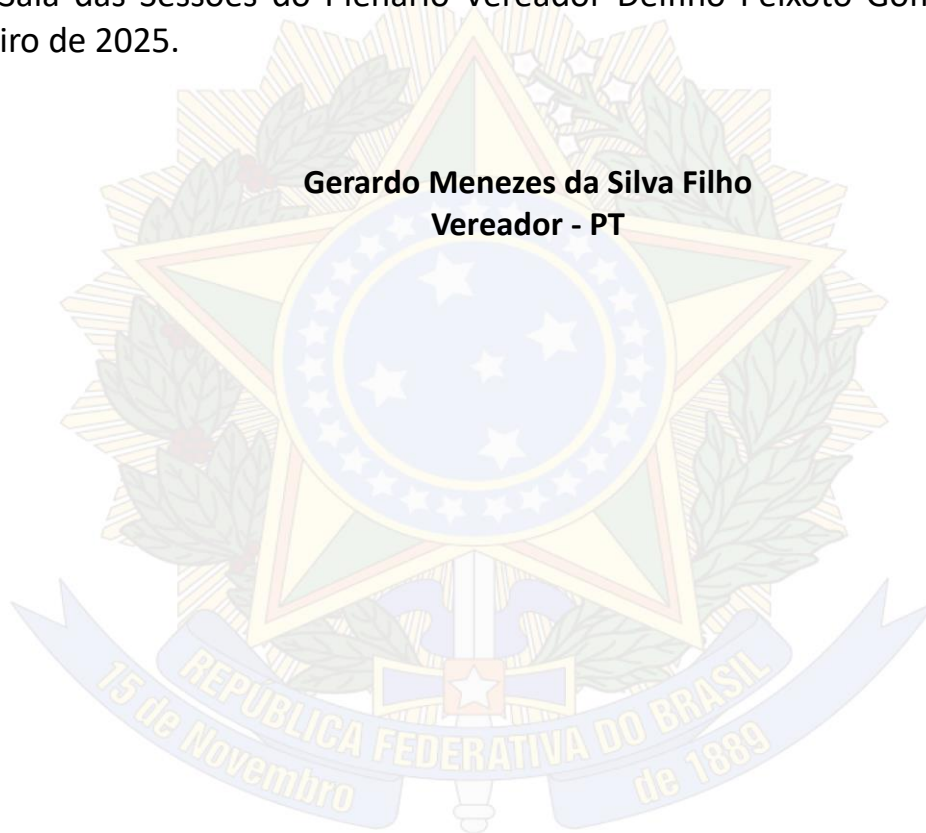 Sala das Sessões do Plenário Vereador Delfino Peixoto
iro de 2025.
Gerardo Menezes da Silva Filho
Vereador - PT
REPÚBLICA FEDERATIVA DO BRASIL
15 de Novembro de 1889